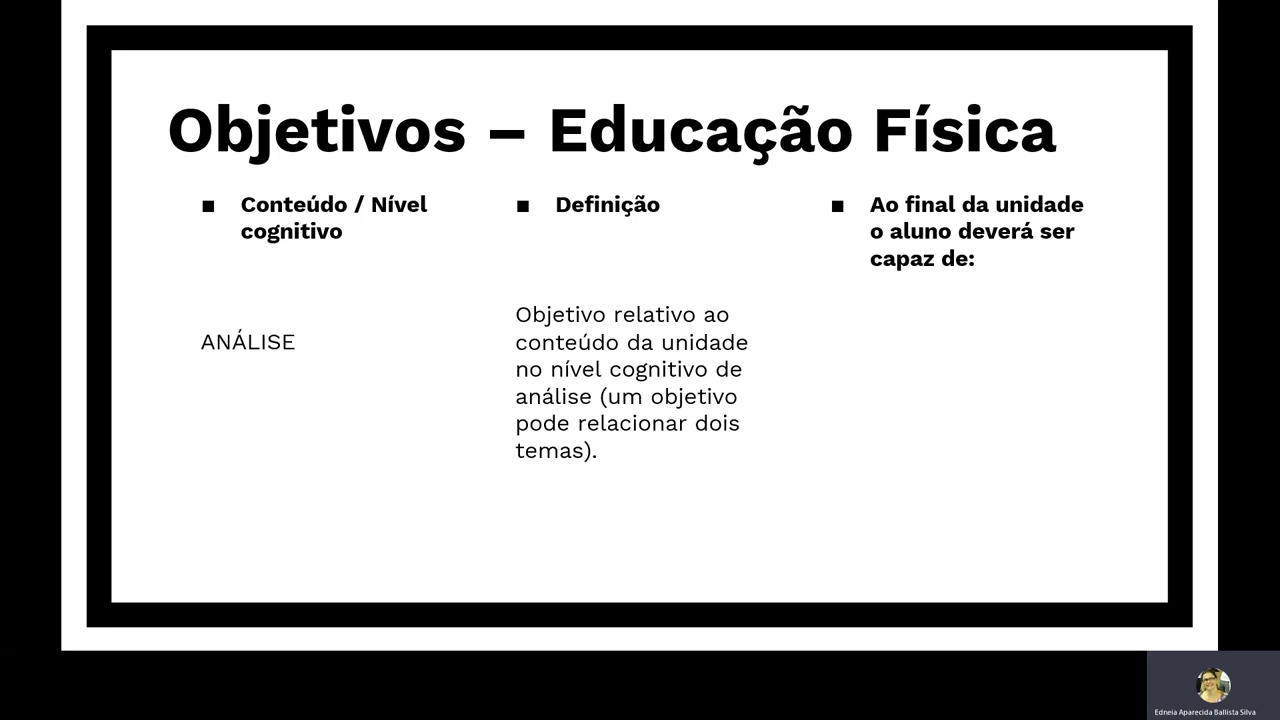 Objetivos – Educação Física
▪ Conteúdo / Nível
cognitivo
▪ Definição
▪ Ao final da unidade
o aluno deverá ser
capaz de:
ANÁLISE
Objetivo relativo ao
conteúdo da unidade
no nível cognitivo de
análise (um objetivo
pode relacionar dois
temas).
Edneia Aparecida Ballista Silva